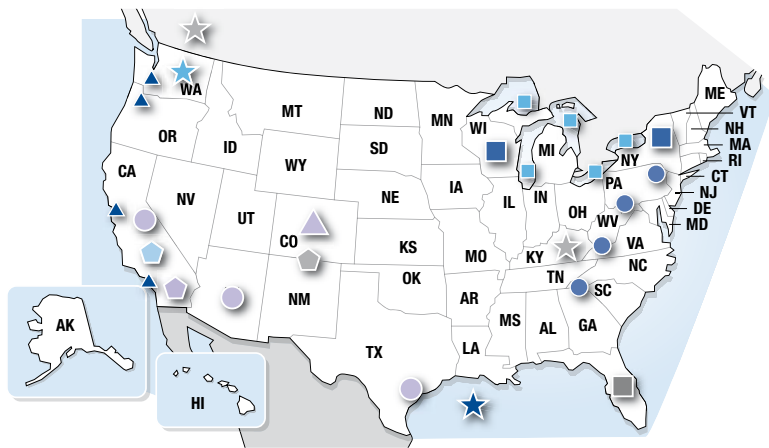 ME
WA
VT
MT
ND
NH
MN
WI
OR
MA
MI
SD
ID
NY
RI
WY
CA
CT
PA
IA
NE
NV
NJ
IL
IN
DE
OH
UT
WV
MD
CO
VA
KS
MO
KY
NC
TN
OK
SC
NM
AR
MS
AL
GA
AK
LA
TX
HI